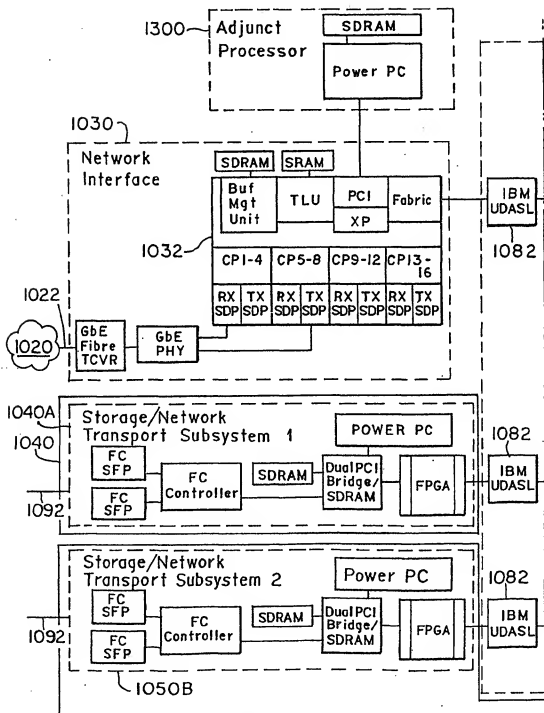 1300
Adjunct
Processor
SDRAM
Power PC
1030
Network
Interface
SDRAM
SRAM
Buf
Mgt
Unit
TLU
PCI
XP
Fabric
1032
CP1-4
CP5-8
CP9-12
CP13-
16
RX
SDP
TX
SDP
RX
SDP
TX
SDP
RX
SDP
TX
SDP
RX
SDP
TX
SDP
IBM
UDASL
1082
1022
1020
GbE
Fibre
TCVR
GbE
PHY
1040A
1040
Storage/Network
Transport Subsystem 1
POWER PC
FC
SFP
FC
SFP
FC
Controller
SDRAM
Dual PCI
Bridge/
SDRAM
FPGA
1082
IBM
UDASL
1092
Storage/Network
Transport Subsystem 2
Power PC
FC
SFP
FC
SFP
FC
Controller
SDRAM
Dual PCI
Bridge/
SDRAM
FPGA
1082
IBM
UDASL
1092
1050B